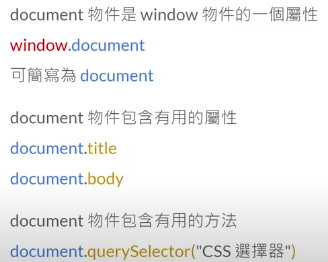 document 物件是 window 物件的一個屬性
window.document
可簡寫為 document
document 物件包含有用的屬性
document.title
document.body
document 物件包含有用的方法
document.querySelector("CSS 選擇器")